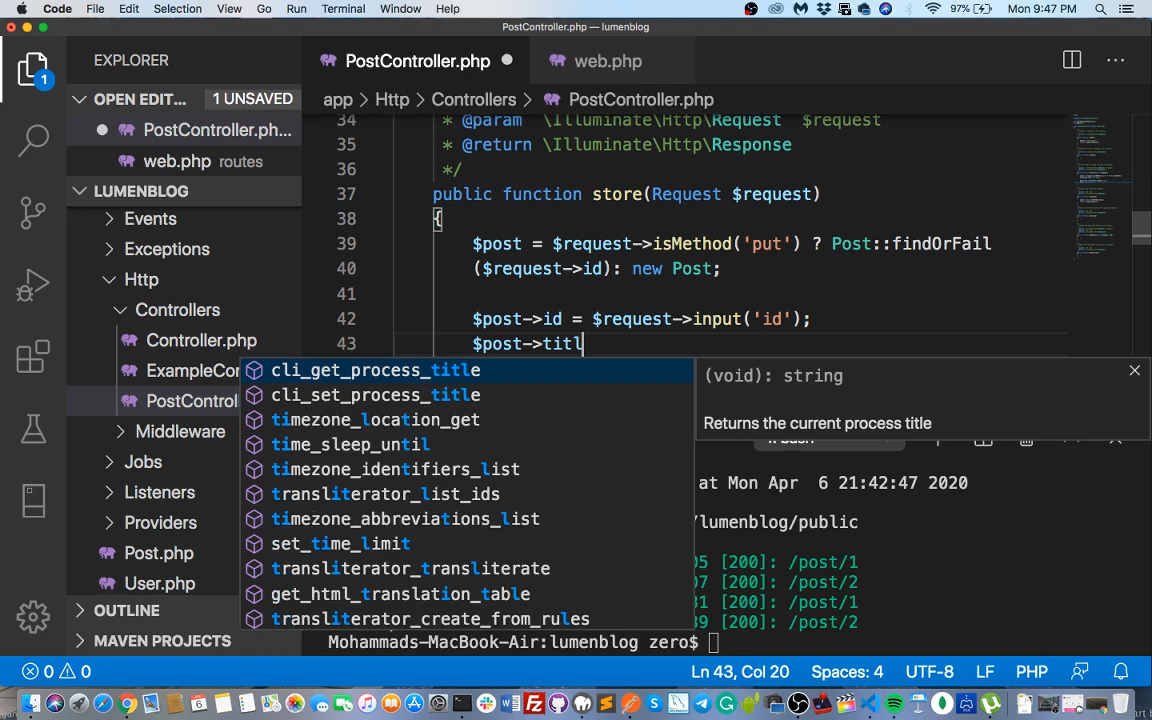 Code File Edit Selection View Go Run Terminal Window Help 97% Mon 9:47 PM
PostController.php — lumenblog
EXPLORER
PostController.php
web.php
OPEN EDIT... 1 UNSAVED
PostController.ph...
web.php routes
LUMENBLOG
Events
Exceptions
Http
Controllers
Controller.php
ExampleCon
PostControl
Middleware
Jobs
Listeners
Providers
Post.php
User.php
OUTLINE
MAVEN PROJECTS
1
app > Http > Controllers > PostController.php
34 * @param \Illuminate\Http\Request $request
35 * @return \Illuminate\Http\Response
36 */
37 public function store(Request $request)
38 {
39 $post = $request->isMethod('put') ? Post::findOrFail
40 ($request->id): new Post;
41
42 $post->id = $request->input('id');
43 $post->titl
cli_get_process_title
cli_set_process_title
timezone_location_get
time_sleep_until
timezone_identifiers_list
transliterator_list_ids
timezone_abbreviations_list
set_time_limit
transliterator_transliterate
get_html_translation_table
transliterator_create_from_rules
(void): string
Returns the current process title
at Mon Apr 6 21:42:47 2020
/lumenblog/public
05 [200]: /post/1
07 [200]: /post/2
31 [200]: /post/1
39 [200]: /post/2
Mohammads-MacBook-Air:lumenblog zero$
0 0
Ln 43, Col 20 Spaces: 4 UTF-8 LF PHP